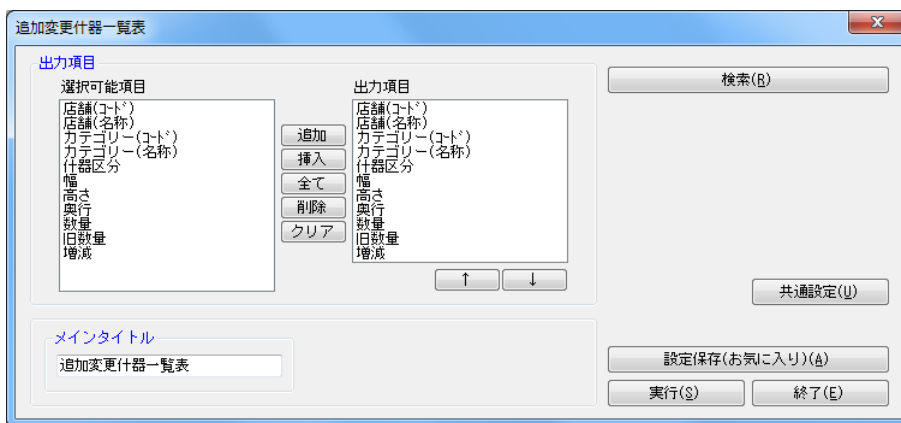 追加変更什器一覧表
出力項目
選択可能項目
店舗(ｺｰﾄﾞ)
店舗(名称)
カテゴリー(ｺｰﾄﾞ)
カテゴリー(名称)
什器区分
幅
高さ
奥行
数量
旧数量
増減
追加
挿入
全て
削除
クリア
出力項目
店舗(ｺｰﾄﾞ)
店舗(名称)
カテゴリー(ｺｰﾄﾞ)
カテゴリー(名称)
什器区分
幅
高さ
奥行
数量
旧数量
増減
↑ ↓
検索(R)
共通設定(U)
メインタイトル
追加変更什器一覧表
設定保存(お気に入り)(A)
実行(S) 終了(E)